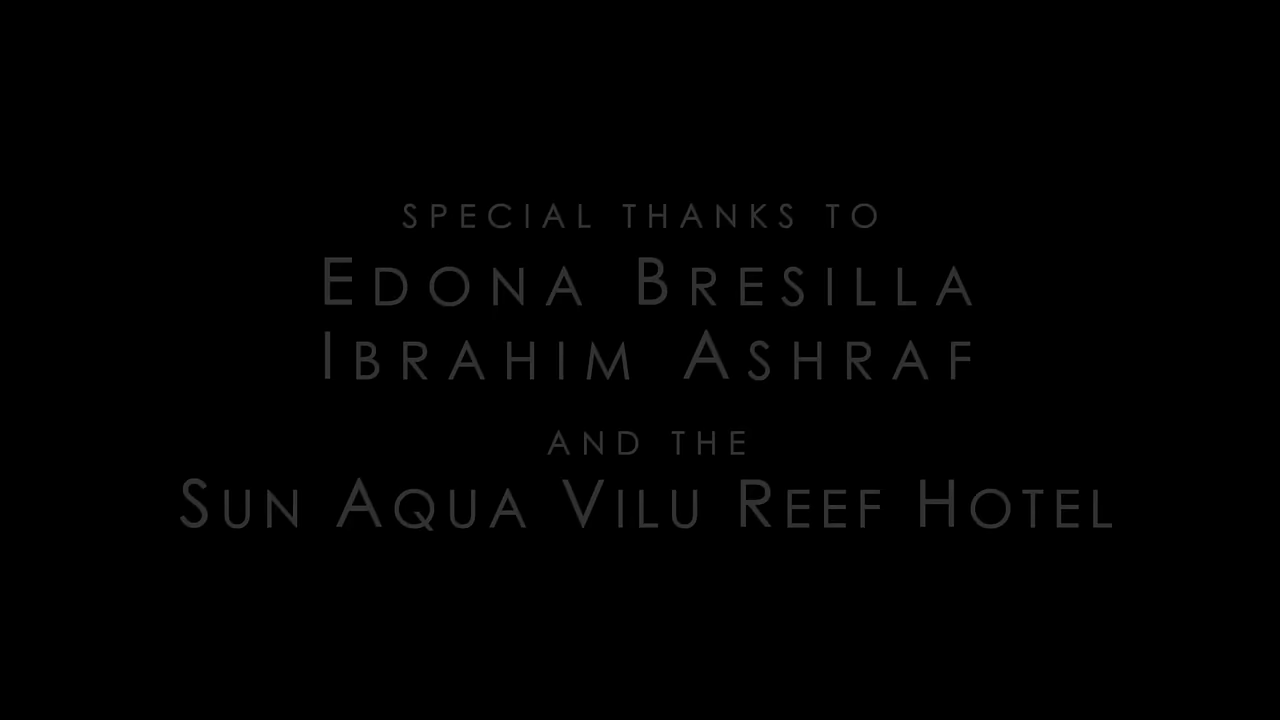 SPECIAL THANKS TO
EDONA BRESILLA
IBRAHIM ASHRAF
AND THE
SUN AQUA VILU REEF HOTEL